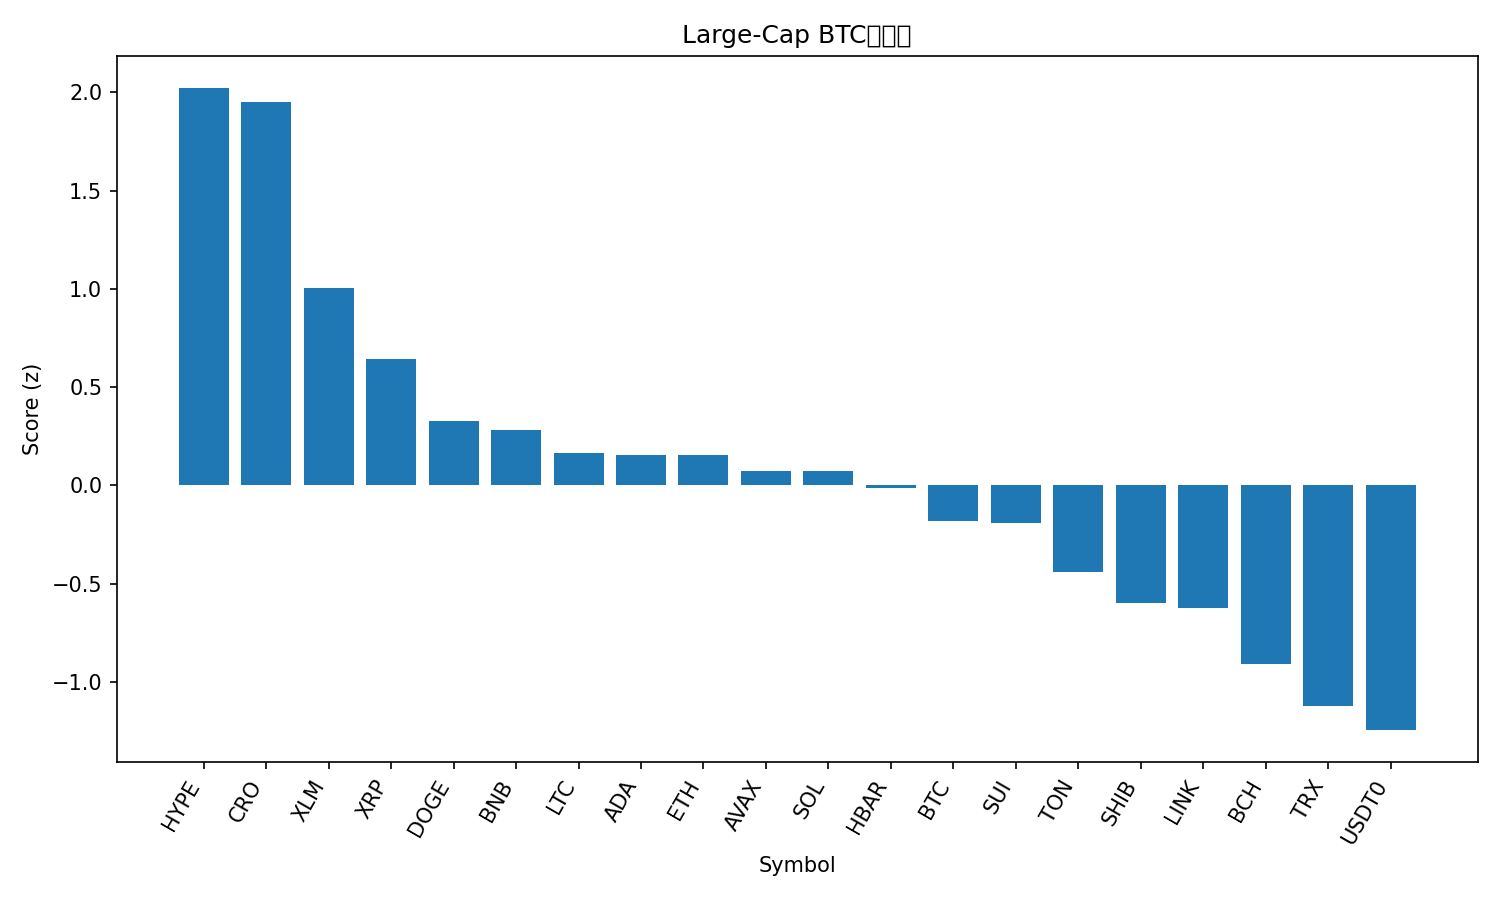 Large-Cap BTC
2.0
1.5
1.0
0.5
0.0
−0.5
−1.0
Score (z)
HYPE
CRO
XLM
XRP
DOGE
BNB
LTC
ADA
ETH
AVAX
SOL
HBAR
BTC
SUI
TON
SHIB
LINK
BCH
TRX
USDT0
Symbol